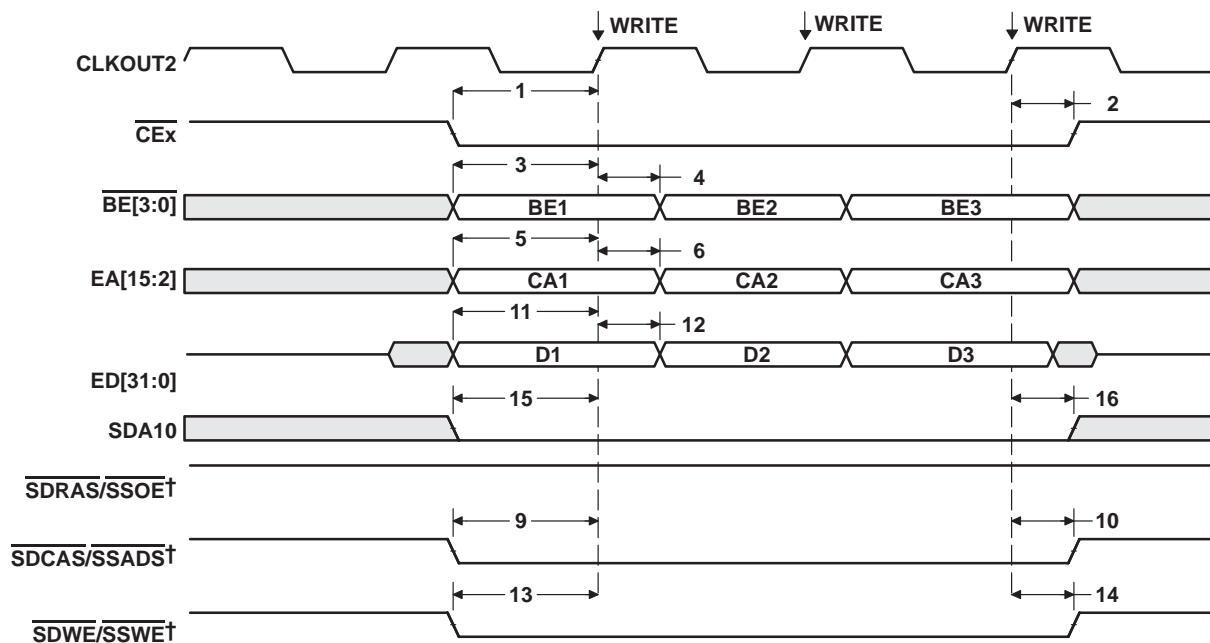 WRITE WRITE WRITE
CLKOUT2
1 2
CEx
3 4
BE[3:0] BE1 BE2 BE3
5 6
EA[15:2] CA1 CA2 CA3
11 12
D1 D2 D3
ED[31:0]
15 16
SDA10
SDRAS/SSOE†
9 10
SDCAS/SSADS†
13 14
SDWE/SSWE†